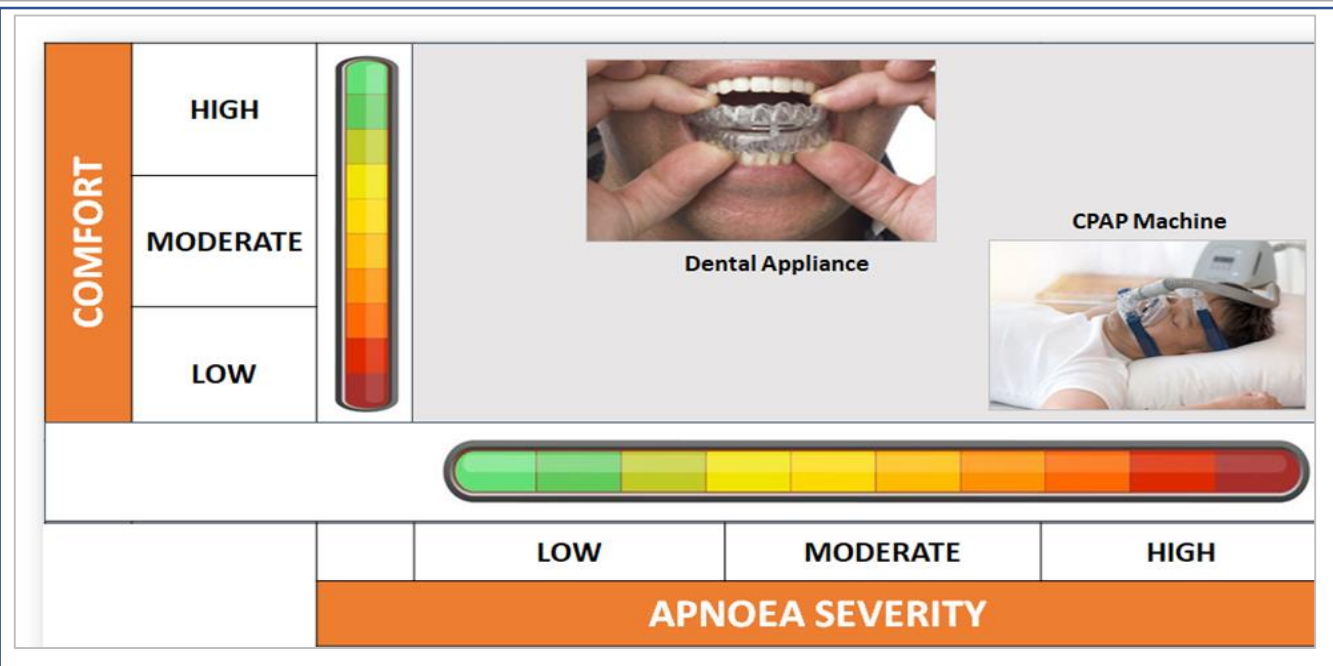 COMFORT
HIGH
MODERATE
LOW
Dental Appliance
CPAP Machine
LOW
MODERATE
HIGH
APNOEA SEVERITY